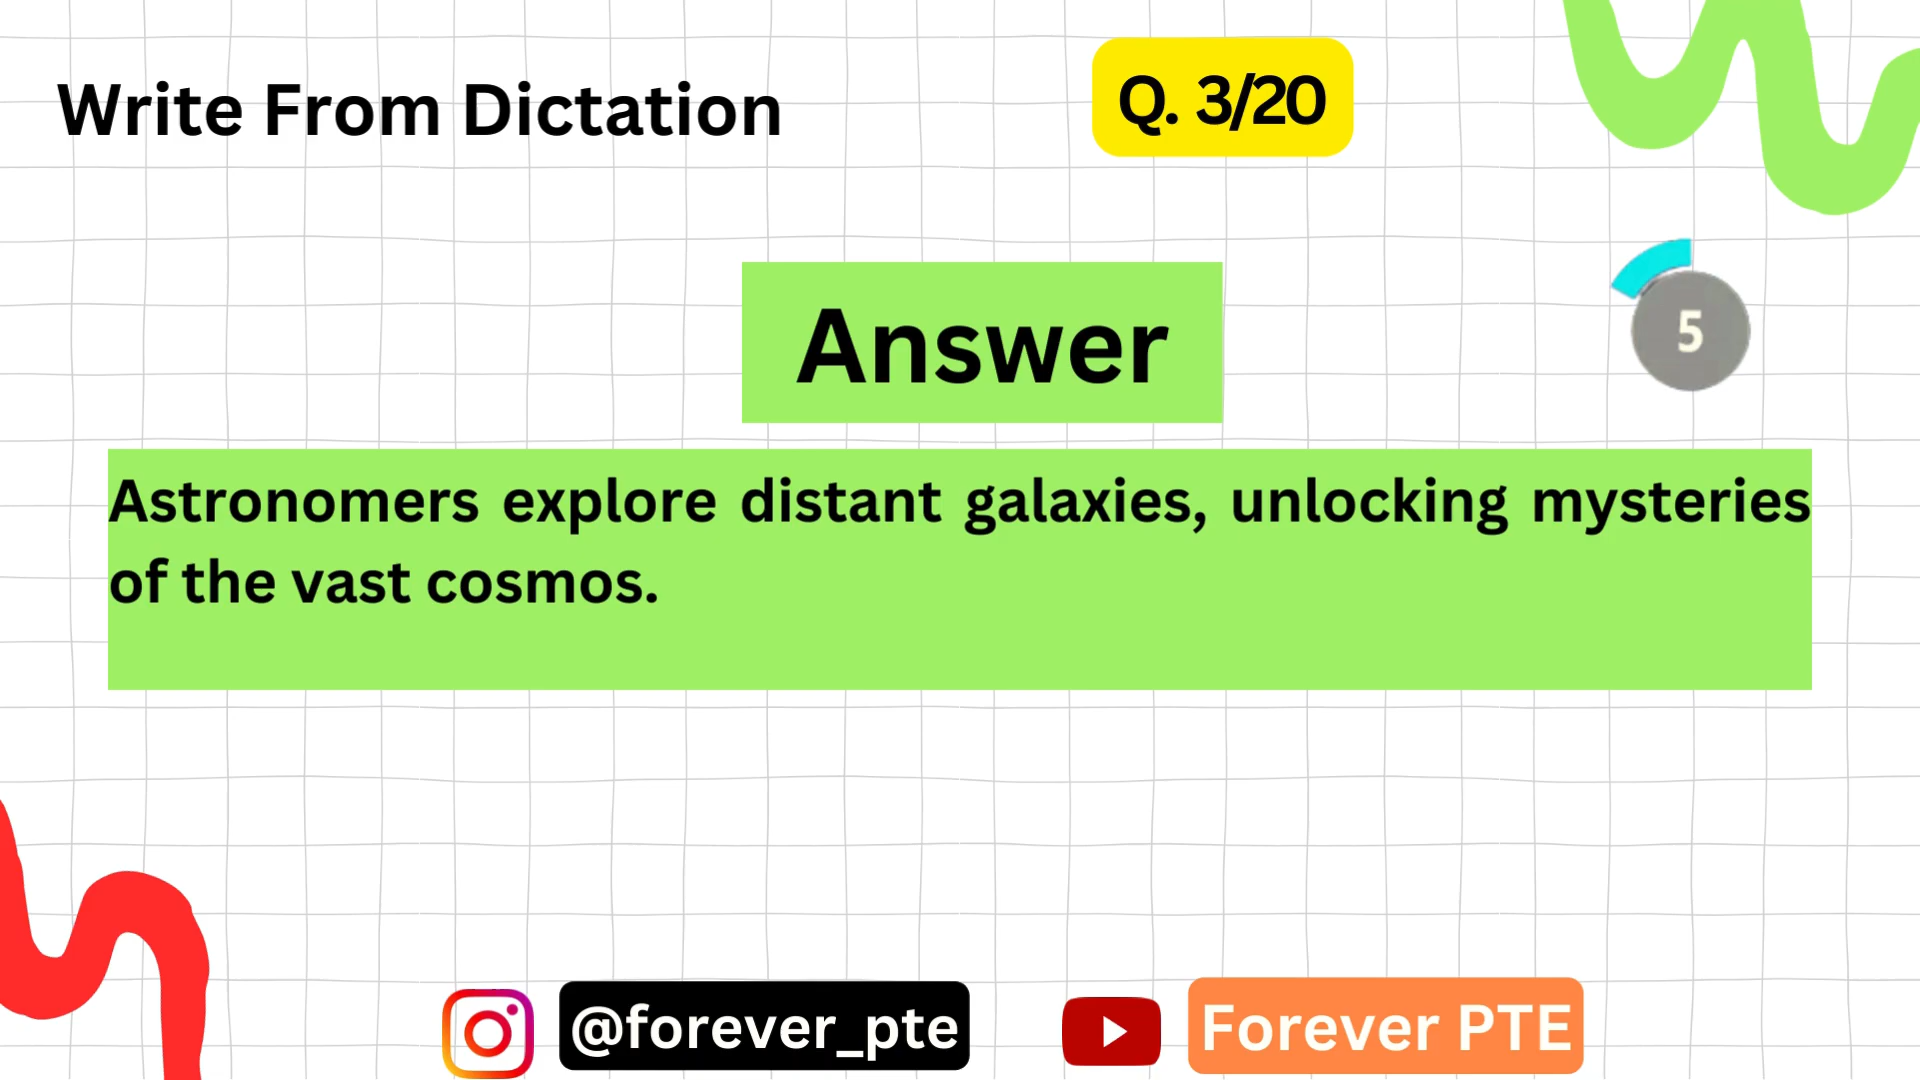 Write From Dictation
Q. 3/20
Answer
5
Astronomers explore distant galaxies, unlocking mysteries
of the vast cosmos.
@forever_pte
Forever PTE